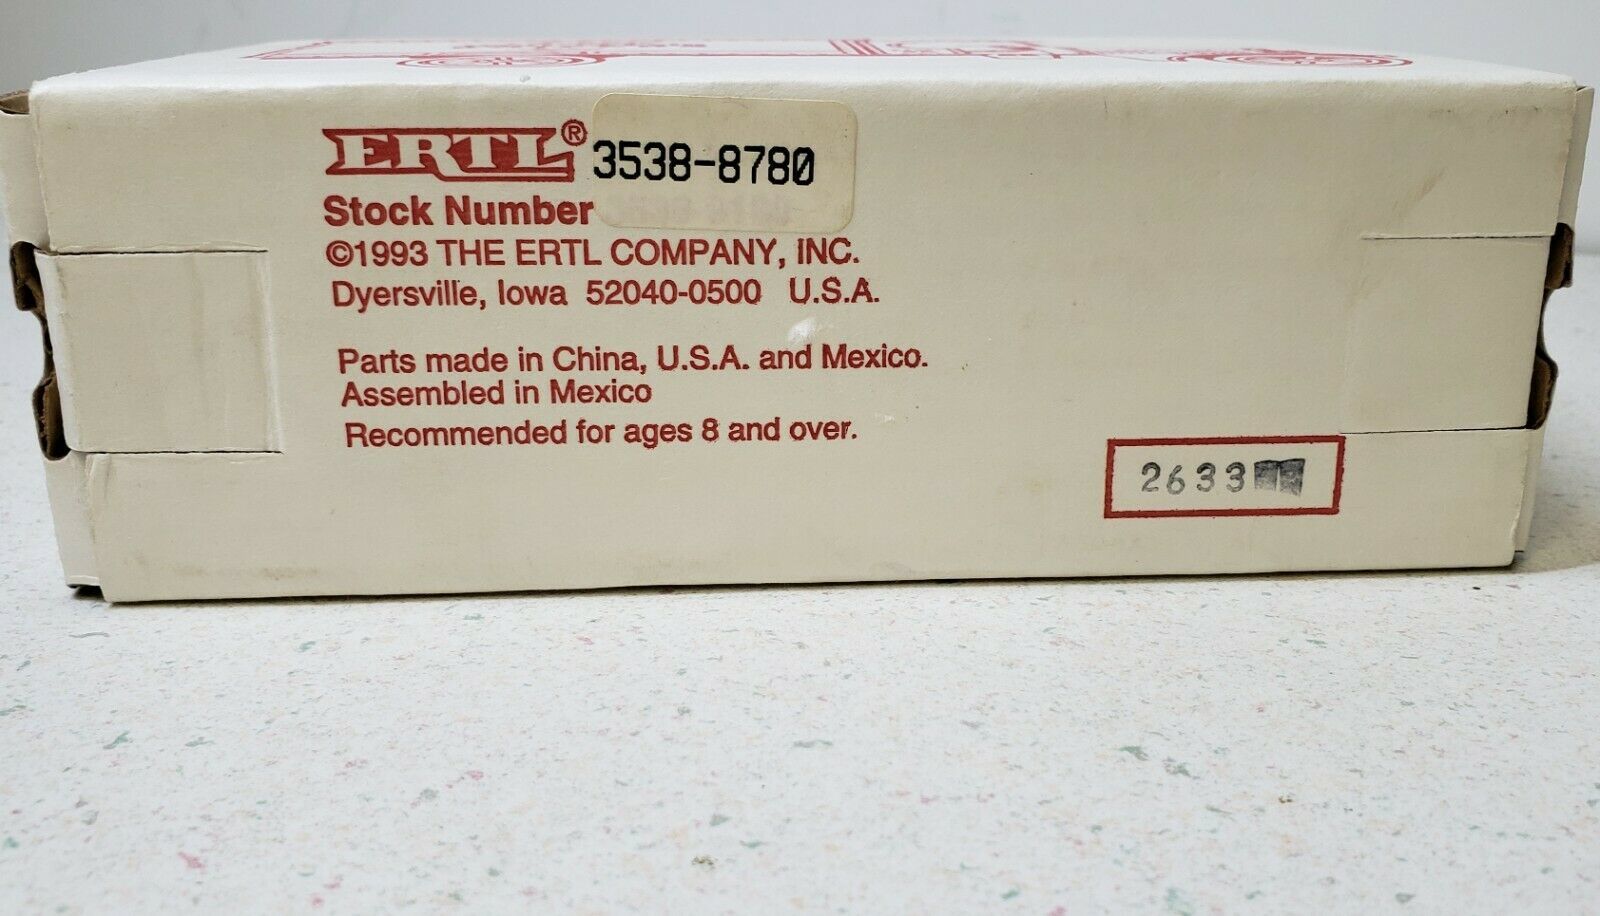 ERTL® 3538-8780
Stock Number
©1993 THE ERTL COMPANY, INC.
Dyersville, Iowa 52040-0500 U.S.A.
Parts made in China, U.S.A. and Mexico.
Assembled in Mexico
Recommended for ages 8 and over.
2633